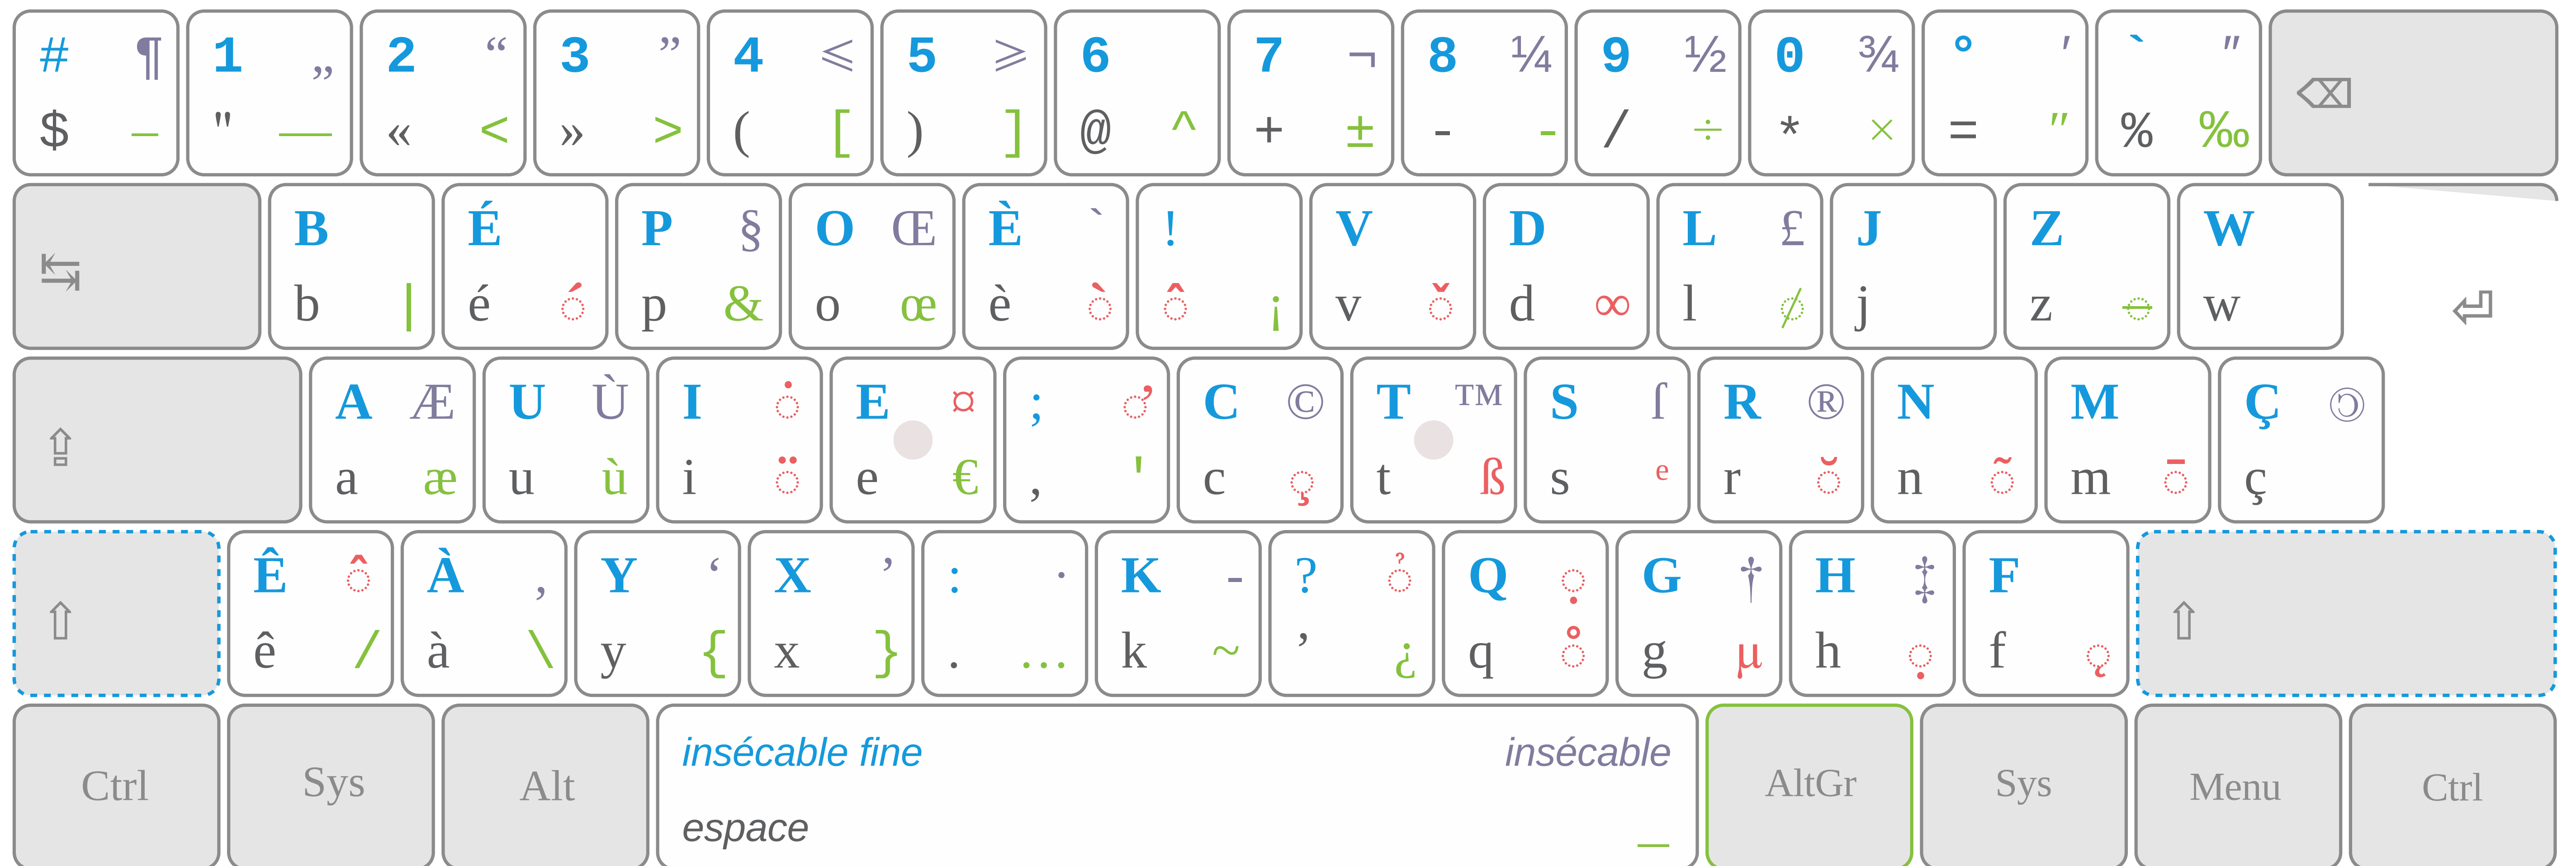 # ¶ 1 „ 2 “ 3 ” 4 ⩽ 5 ⩾ 6 7 ¬ 8 ¼ 9 ½ 0 ¾ ° ′ ` ″ ⌫
$ – " — « < » > ( [ ) ] @ ^ + ± - - / ÷ * × = ″ % ‰
↹ B É P § O Œ È ` ! V D L £ J Z W
b | é ◌́ p & o œ è ◌̀ ◌̂ ¡ v ◌̌ d ∞ l ◌̸ j z ◌̵ w ⏎
⇪ A Æ U Ù I ◌̇ E ¤ ; ◌̛ C © T ™ S ſ R ® N M Ç 🄯
a æ u ù i ◌̈ e € , ' c ◌̧ t ß s ᵉ r ◌̆ n ◌̃ m ◌̄ ç
⇧ Ê ◌̂ À ‚ Y ‘ X ’ : · K ‑ ? ◌̉ Q ◌̣ G † H ‡ F ⇧
ê / à \ y { x } . … k ~ ’ ¿ q ◌̊ g µ h ◌̣ f ◌̨
insécable fine insécable
Ctrl Sys Alt AltGr Sys Menu Ctrl
espace _